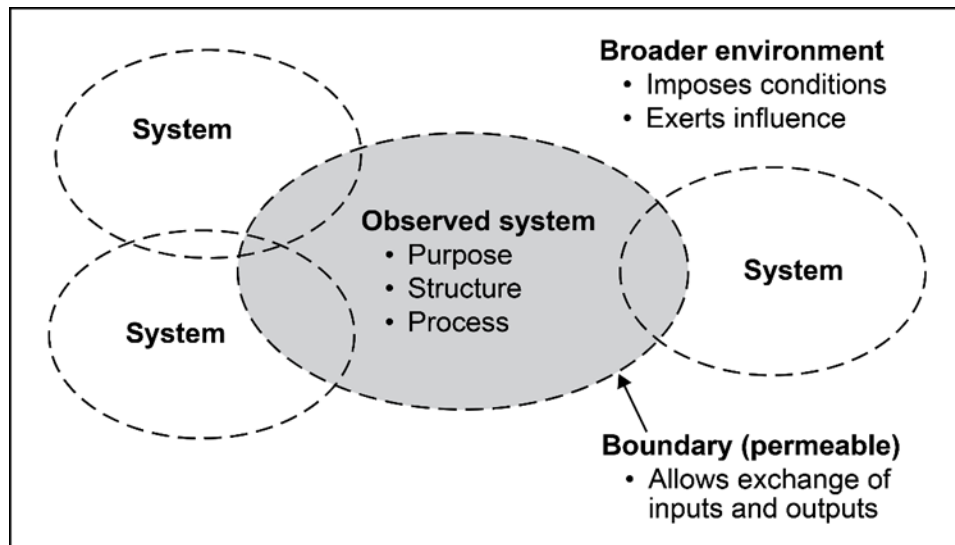 Broader environment
• Imposes conditions
• Exerts influence
System
Observed system
• Purpose
• Structure
• Process
System
System
Boundary (permeable)
• Allows exchange of
inputs and outputs